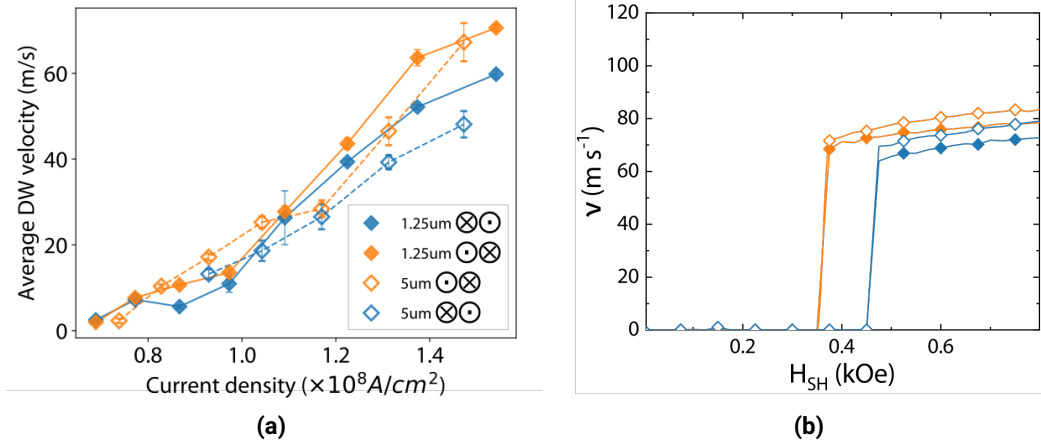 Average DW velocity (m/s)
60
40
20
0
0.8 1.0 1.2 1.4
Current density (×10⁸A/cm²)
1.25um ⊗⊙
1.25um ⊙⊗
5um ⊙⊗
5um ⊗⊙
(a)
ν (m s⁻¹)
120
100
80
60
40
20
0
0.2 0.4 0.6
H_SH (kOe)
(b)